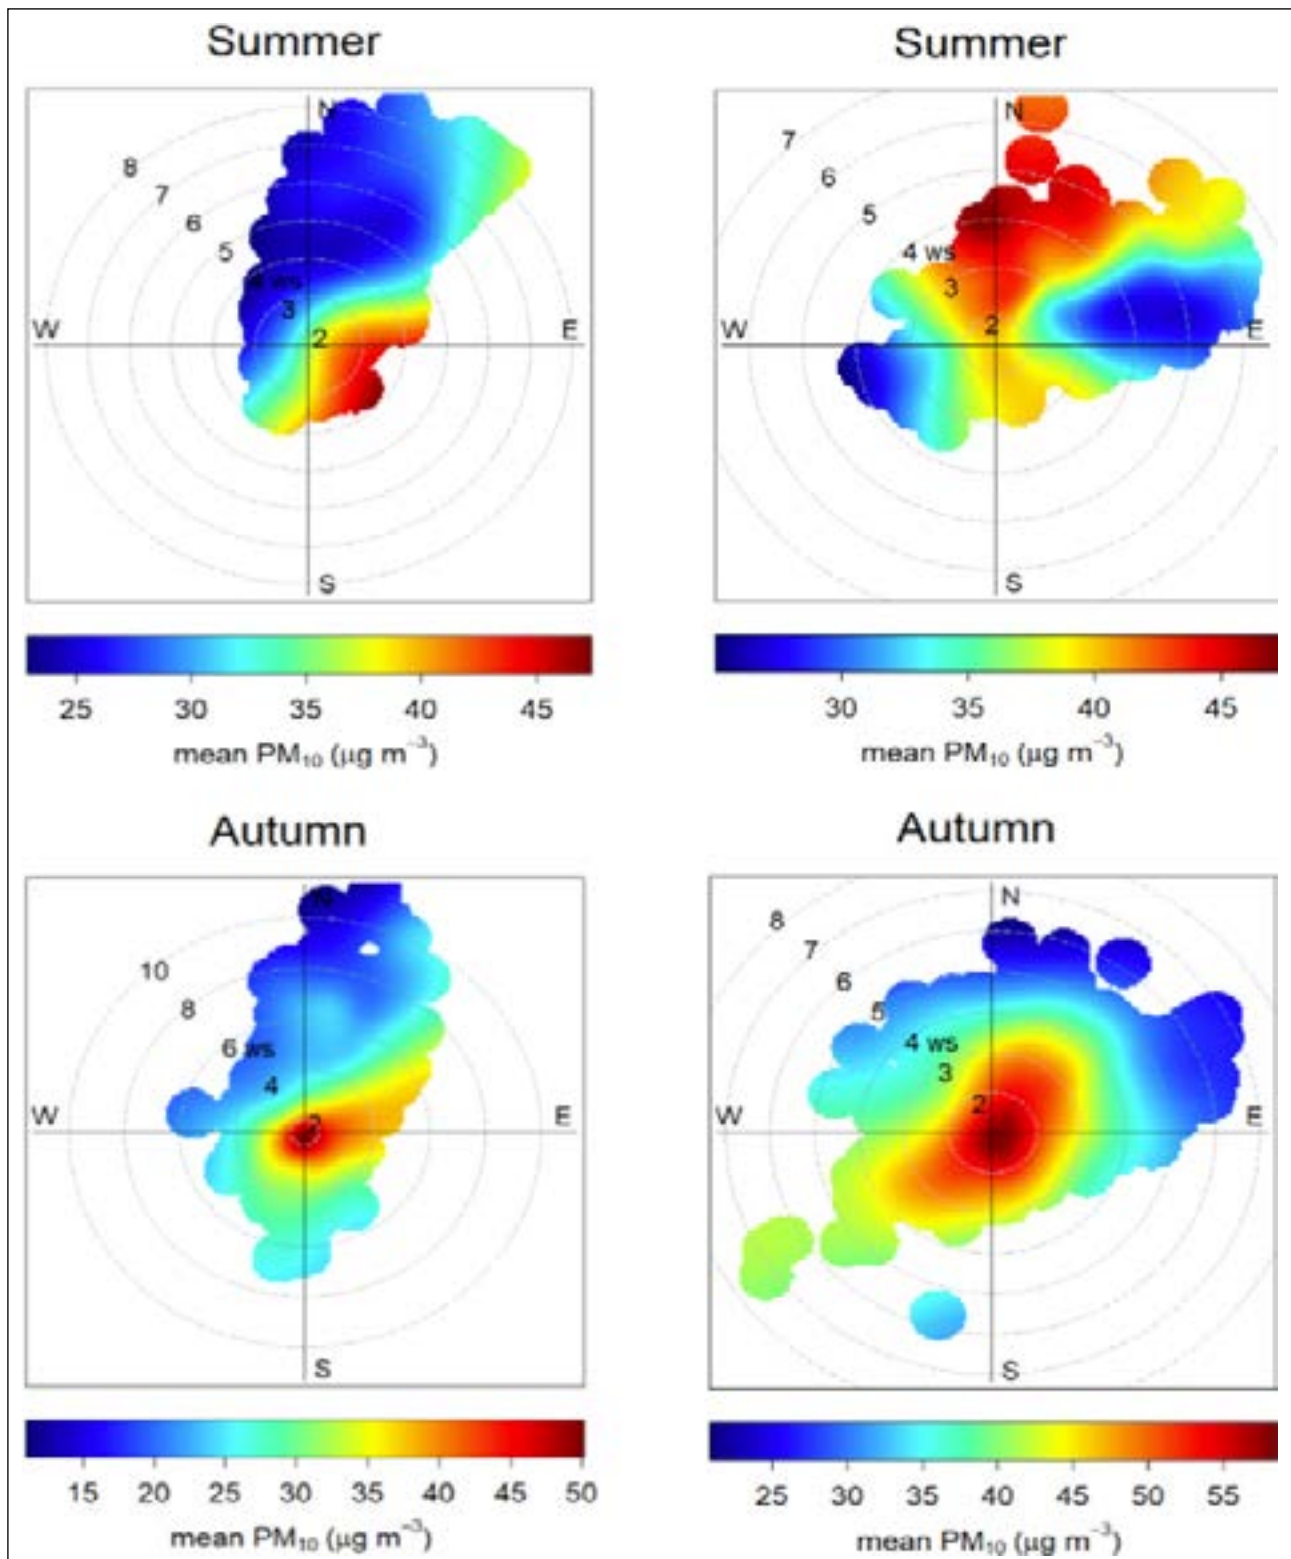 Summer
N
8
7
6
5
4 ws
3
2
W
E
S
25 30 35 40 45
mean PM₁₀ (μg m⁻³)
Summer
N
7
6
5
4 ws
3
2
W
E
S
30 35 40 45
mean PM₁₀ (μg m⁻³)
Autumn
N
10
8
6 ws
4
2
W
E
S
15 20 25 30 35 40 45 50
mean PM₁₀ (μg m⁻³)
Autumn
N
8
7
6
5
4 ws
3
2
W
E
S
25 30 35 40 45 50 55
mean PM₁₀ (μg m⁻³)